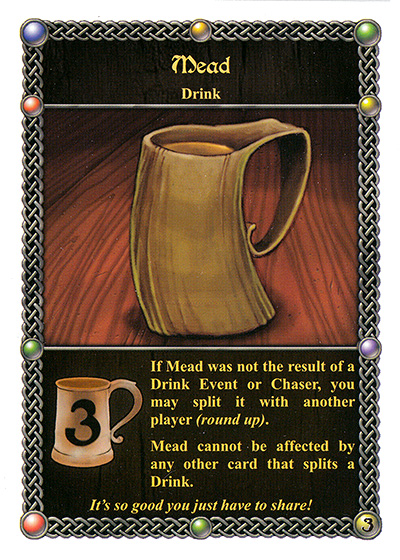 Mead
Drink
If Mead was not the result of a
Drink Event or Chaser, you
may split it with another
player (round up).
3
Mead cannot be affected by
any other card that splits a
Drink.
It's so good you just have to share!
3